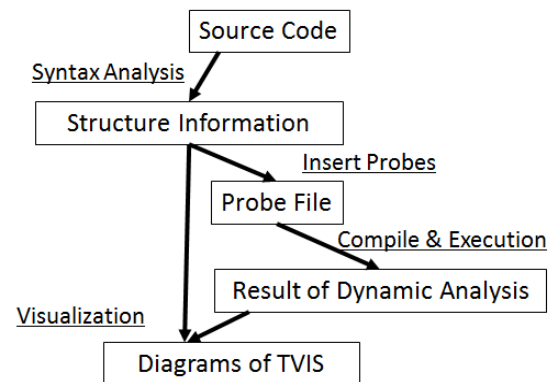 Source Code
Syntax Analysis
Structure Information
Insert Probes
Probe File
Compile & Execution
Result of Dynamic Analysis
Visualization
Diagrams of TVIS